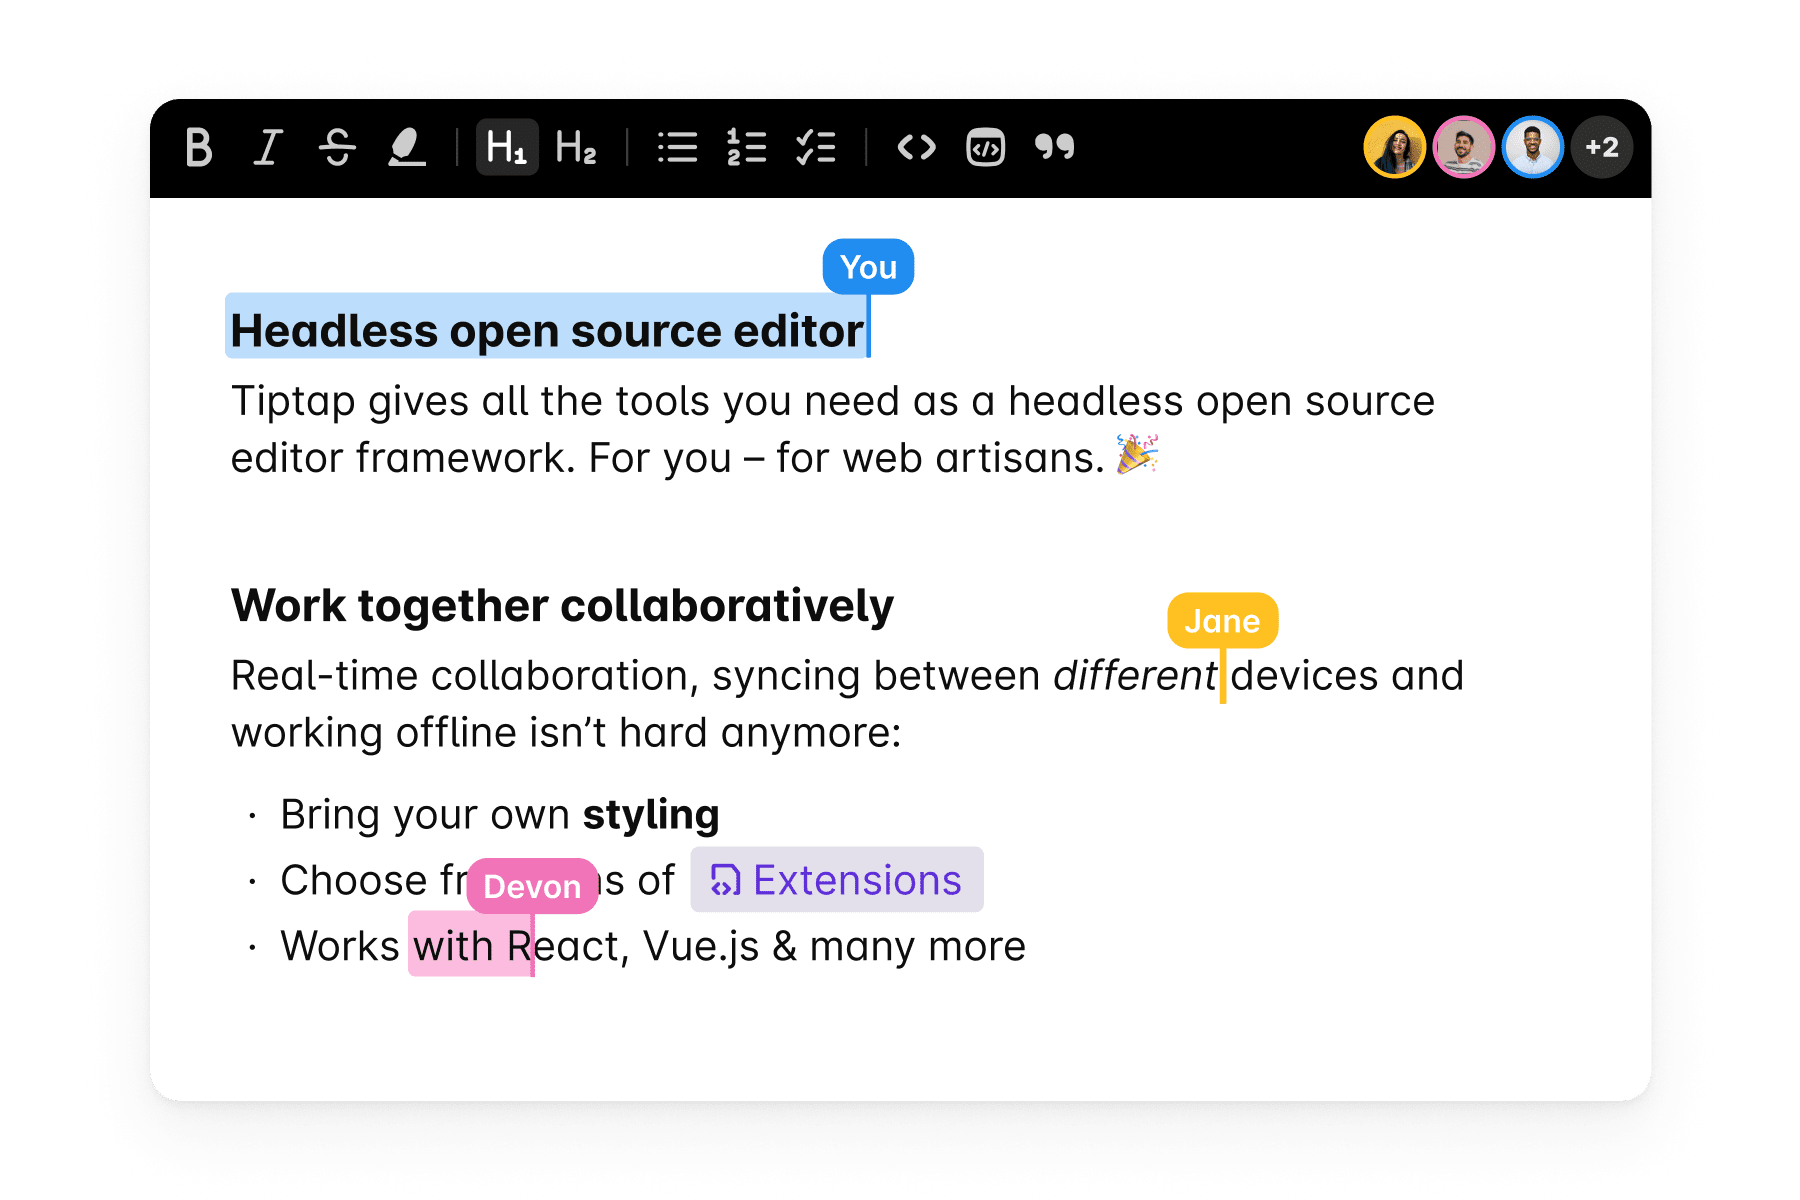 B I S H1 H2 1 2 </> +2
You
Headless open source editor
Tiptap gives all the tools you need as a headless open source
editor framework. For you – for web artisans. 🎉
Work together collaboratively
Jane
Real-time collaboration, syncing between different devices and
working offline isn’t hard anymore:
· Bring your own styling
· Choose of Extensions
Devon
· Works with React, Vue.js & many more